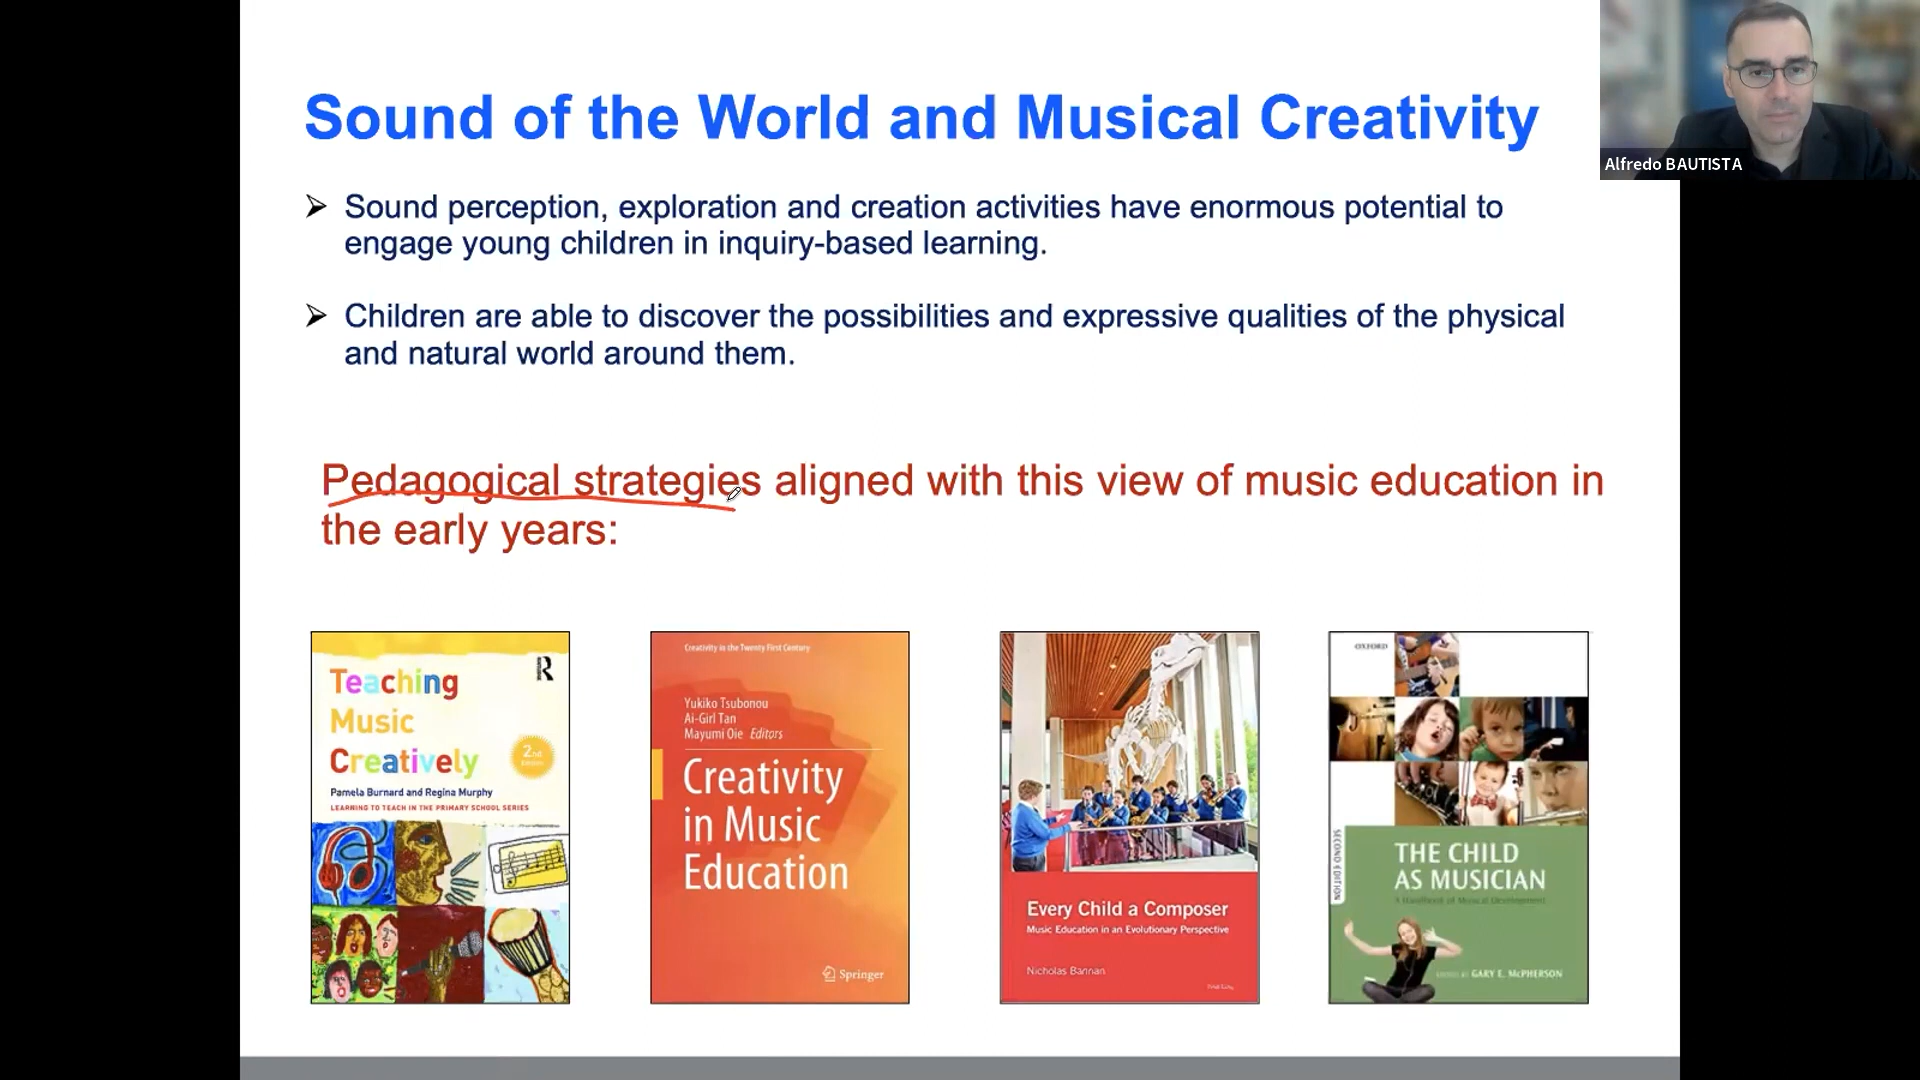 Sound of the World and Musical Creativity
Alfredo BAUTISTA
Sound perception, exploration and creation activities have enormous potential to
engage young children in inquiry-based learning.
Children are able to discover the possibilities and expressive qualities of the physical
and natural world around them.
Pedagogical strategies aligned with this view of music education in
the early years:
Teaching
Music
Creatively
2nd
Edition
Pamela Burnard and Regina Murphy
LEARNING TO TEACH IN THE PRIMARY SCHOOL SERIES
Creativity in the Twenty First Century
Yukiko Tsubonou
Ai-Girl Tan
Mayumi Oie Editors
Creativity
in Music
Education
Springer
Every Child a Composer
Music Education in an Evolutionary Perspective
Nicholas Bannan
OXFORD
SECOND EDITION
THE CHILD
AS MUSICIAN
A Handbook of Musical Development
EDITED BY GARY E. McPHERSON